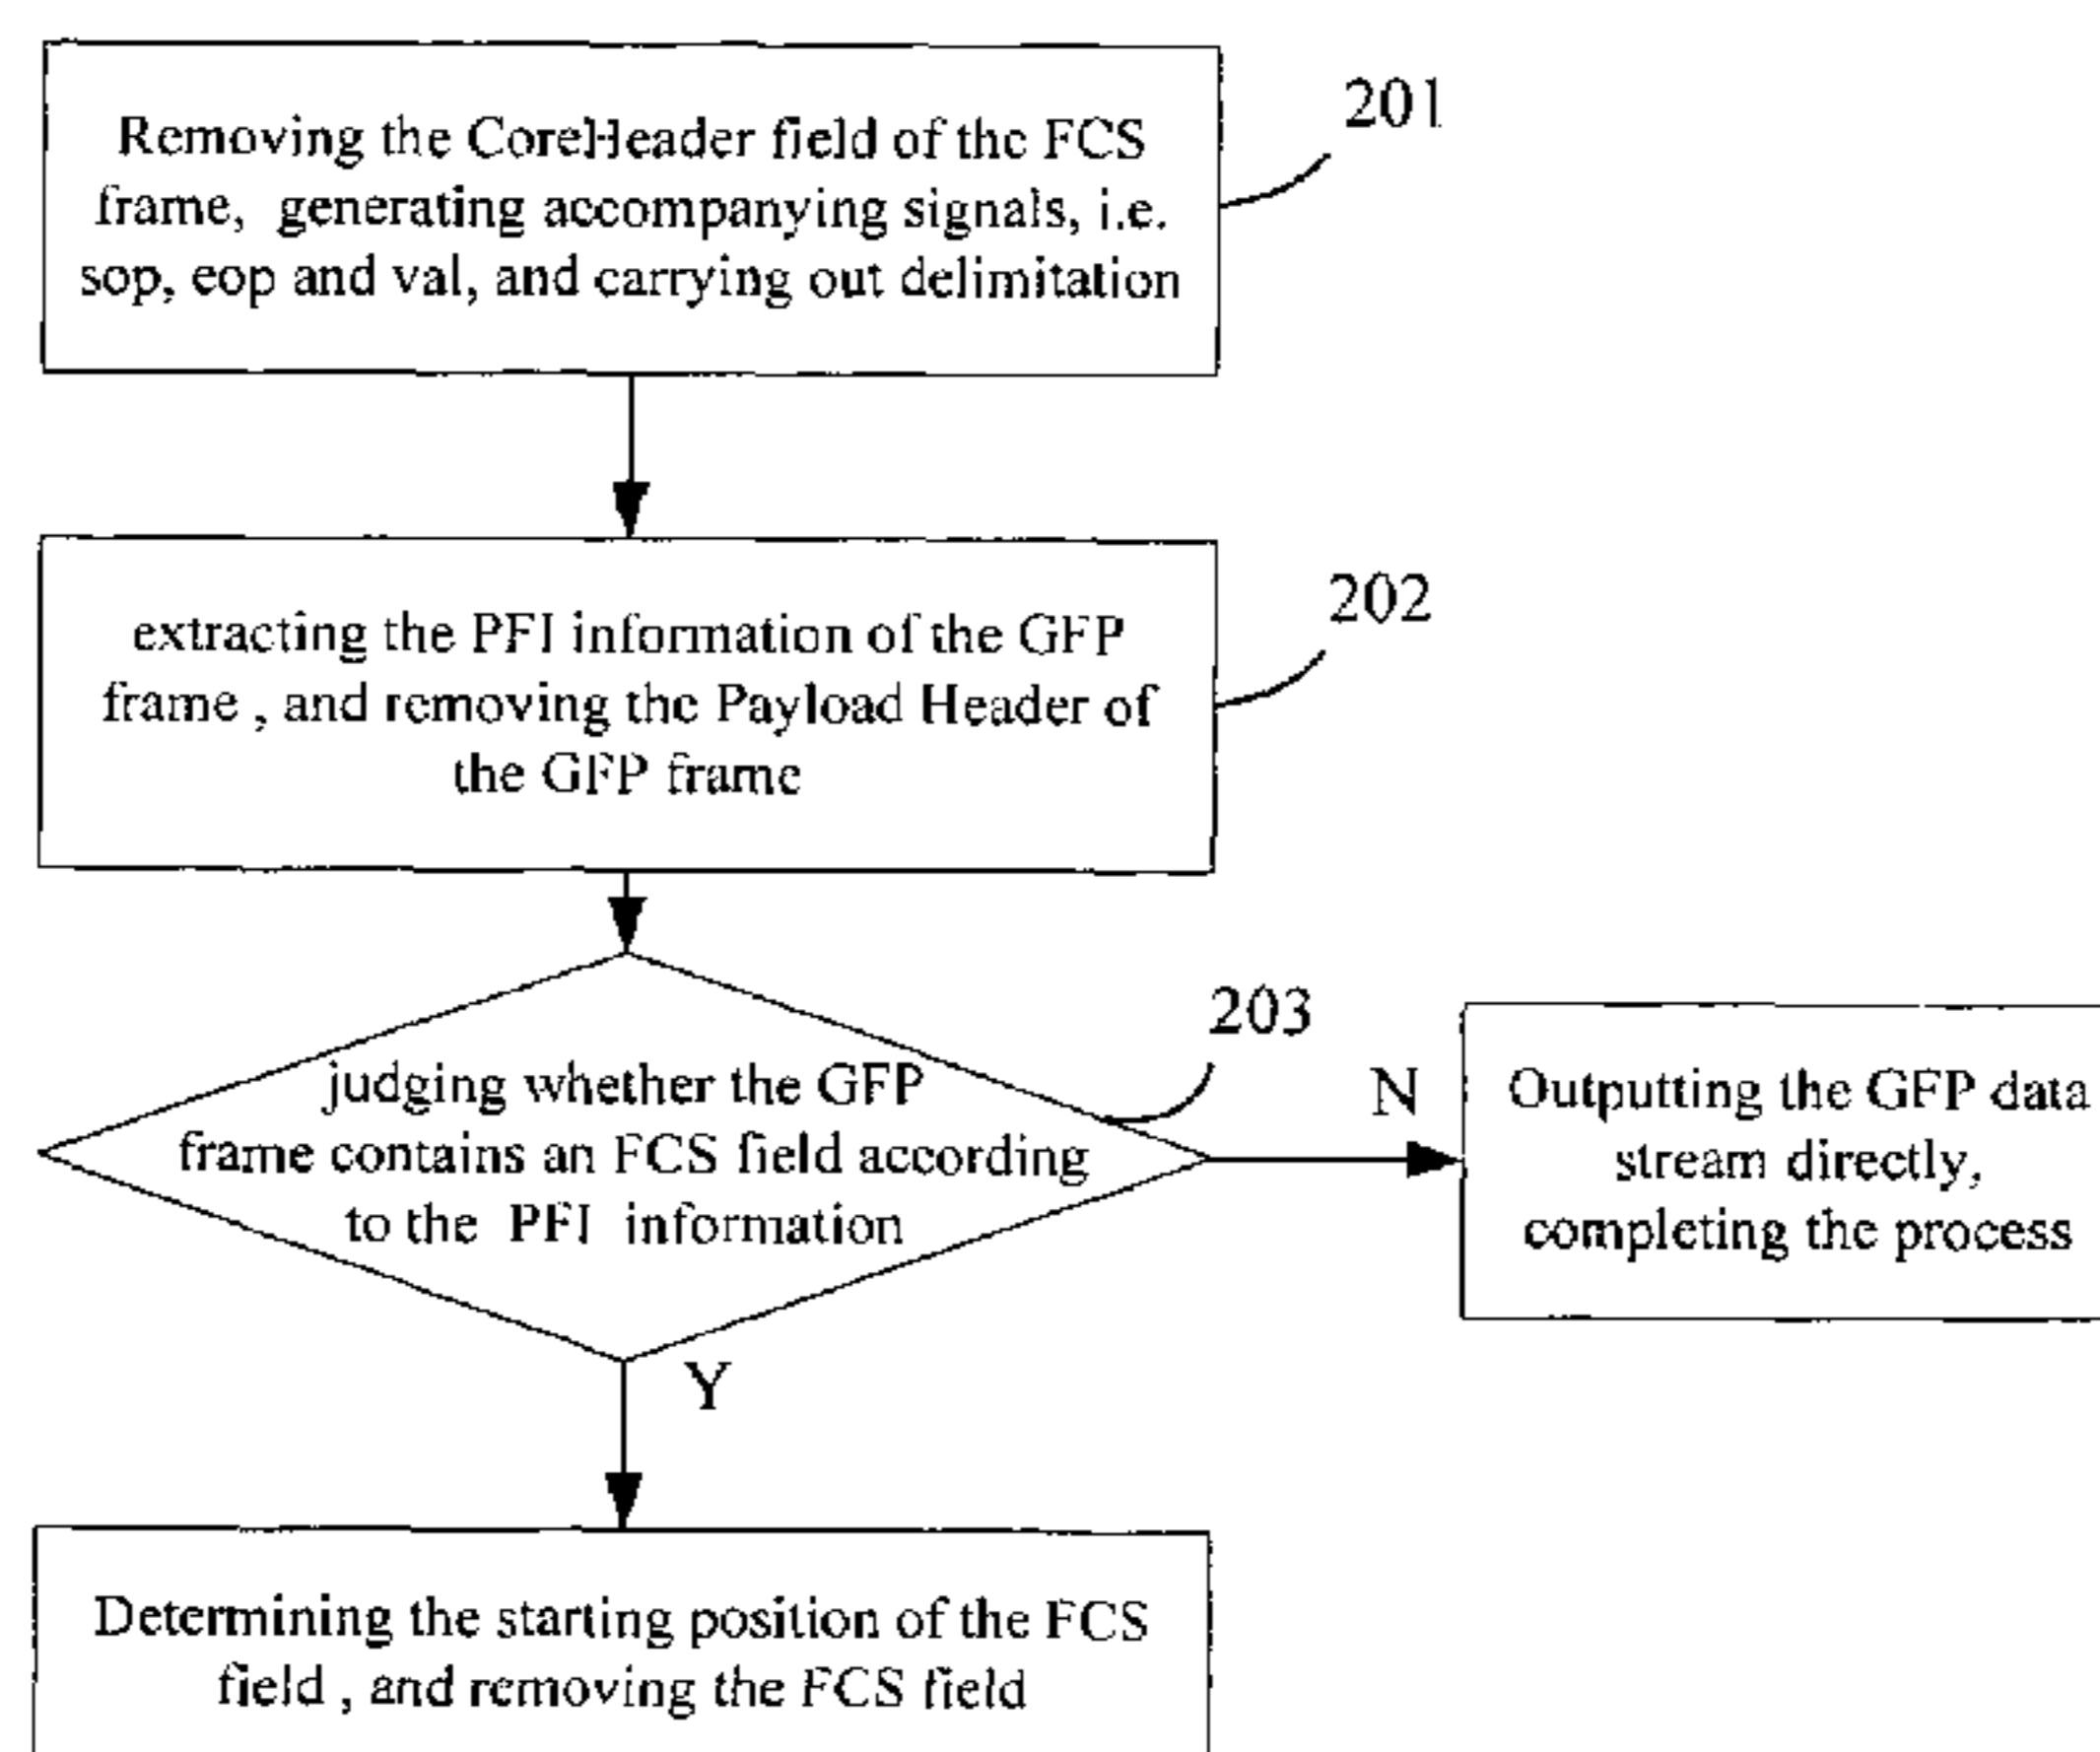 Removing the CoreHeader field of the FCS
frame, generating accompanying signals, i.e.
sop, eop and val, and carrying out delimitation
201
extracting the PFI information of the GFP
frame , and removing the Payload Header of
the GFP frame
202
judging whether the GFP
frame contains an FCS field according
to the PFI information
203
N
Outputting the GFP data
stream directly,
completing the process
Y
Determining the starting position of the FCS
field , and removing the FCS field